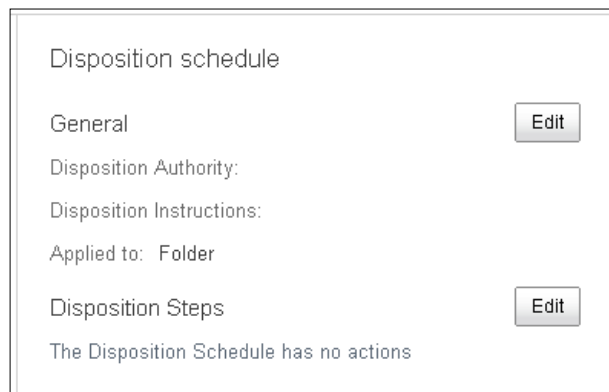 Disposition schedule
General
Edit
Disposition Authority:
Disposition Instructions:
Applied to: Folder
Disposition Steps
Edit
The Disposition Schedule has no actions